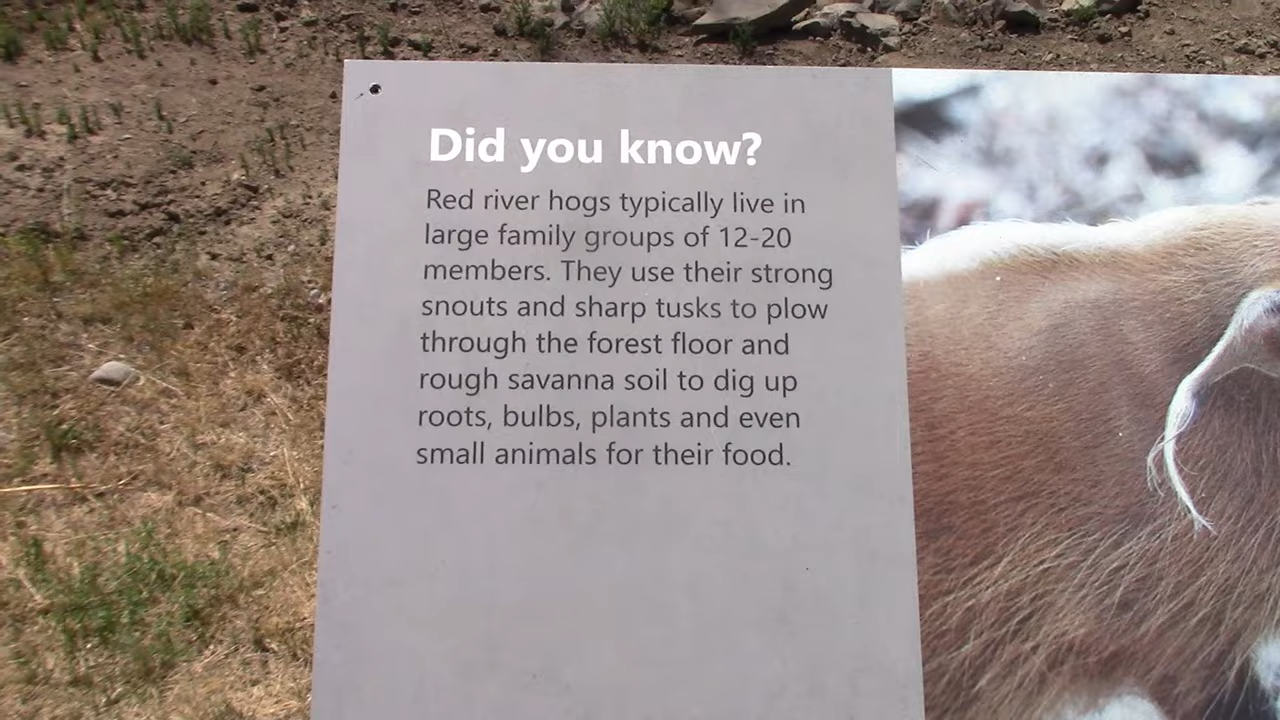 Did you know?
Red river hogs typically live in
large family groups of 12-20
members. They use their strong
snouts and sharp tusks to plow
through the forest floor and
rough savanna soil to dig up
roots, bulbs, plants and even
small animals for their food.